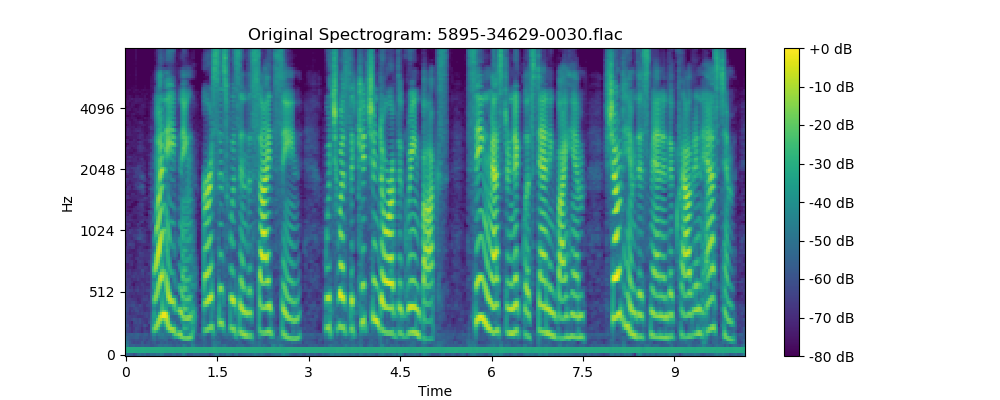 Original Spectrogram: 5895-34629-0030.flac
Hz
4096
2048
1024
512
0
0 1.5 3 4.5 6 7.5 9
Time
+0 dB
-10 dB
-20 dB
-30 dB
-40 dB
-50 dB
-60 dB
-70 dB
-80 dB